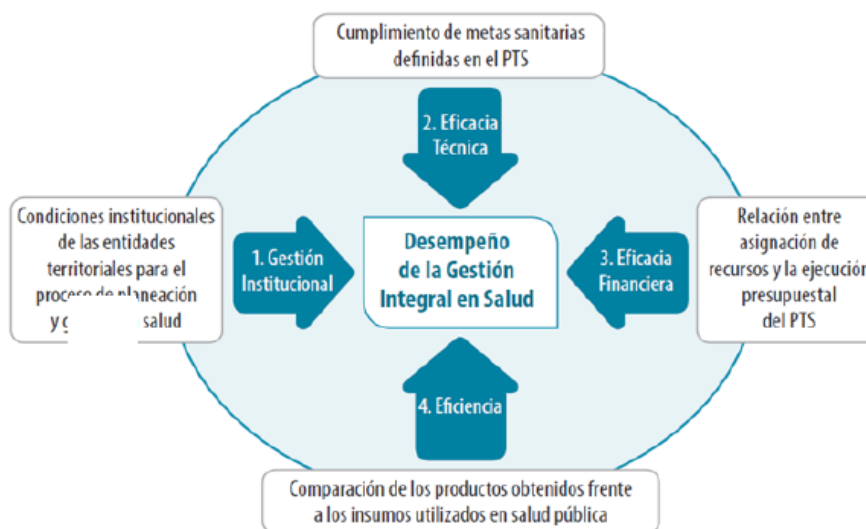 Cumplimiento de metas sanitarias
definidas en el PTS
2. Eficacia
Técnica
Condiciones institucionales
de las entidades
territoriales para el
proceso de planeación
y salud
1. Gestión
Institucional
Desempeño
de la Gestión
Integral en Salud
3. Eficacia
Financiera
Relación entre
asignación de
recursos y la ejecución
presupuestal
del PTS
4. Eficiencia
Comparación de los productos obtenidos frente
a los insumos utilizados en salud pública